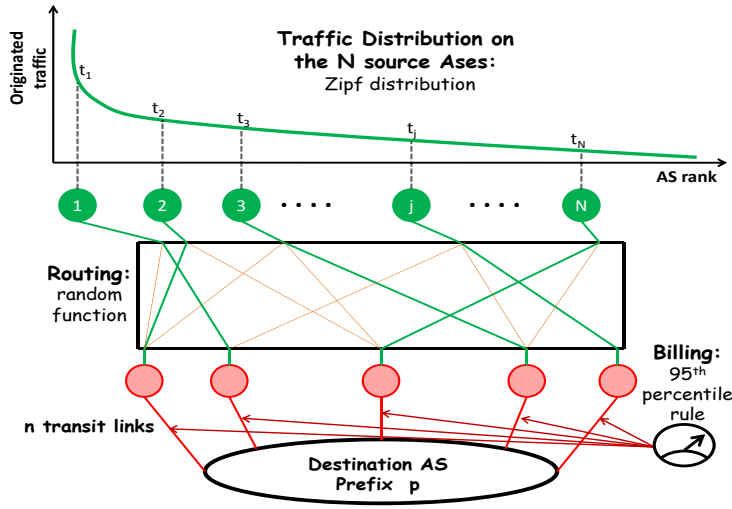 Traffic Distribution on
the N source Ases:
Zipf distribution
Originated
traffic
t1
t2
t3
tj
tN
AS rank
1
2
3
. . . .
j
. . . .
N
Routing:
random
function
Billing:
95th
percentile
rule
n transit links
Destination AS
Prefix p